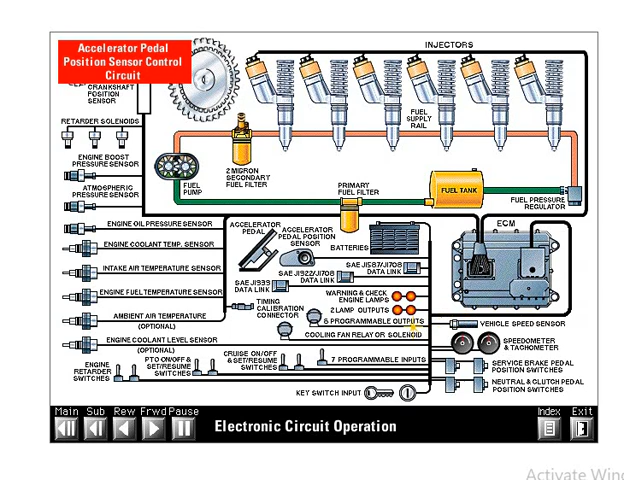 Accelerator Pedal
Position Sensor Control
Circuit
INJECTORS
CRANKSHAFT
POSITION
SENSOR
RETARDER SOLENOIDS
FUEL
SUPPLY
RAIL
ENGINE BOOST
PRESSURE SENSOR
2 MICRON
SECONDARY
FUEL FILTER
FUEL
PUMP
PRIMARY
FUEL FILTER
FUEL TANK
ATMOSPHERIC
PRESSURE SENSOR
FUEL PRESSURE
REGULATOR
ENGINE OIL PRESSURE SENSOR
ACCELERATOR
PEDAL
ACCELERATOR
PEDAL POSITION
SENSOR
BATTERIES
ECM
ENGINE COOLANT TEMP. SENSOR
SAE J1587/J1708
DATA LINK
INTAKE AIR TEMPERATURE SENSOR
SAE J1922/J1708
DATA LINK
SAE J1939
DATA LINK
ENGINE FUEL TEMPERATURE SENSOR
WARNING & CHECK
ENGINE LAMPS
TIMING
CALIBRATION
CONNECTOR
2 LAMP OUTPUTS
AMBIENT AIR TEMPERATURE
(OPTIONAL)
6 PROGRAMMABLE OUTPUTS
VEHICLE SPEED SENSOR
COOLING FAN RELAY OR SOLENOID
ENGINE COOLANT LEVEL SENSOR
(OPTIONAL)
SPEEDOMETER
& TACHOMETER
ENGINE
RETARDER
SWITCHES
PTO ON/OFF &
SET/RESUME
SWITCHES
CRUISE ON/OFF
& SET/RESUME
SWITCHES
7 PROGRAMMABLE INPUTS
SERVICE BRAKE PEDAL
POSITION SWITCHES
NEUTRAL & CLUTCH PEDAL
POSITION SWITCHES
KEY SWITCH INPUT
Main Sub Rew Frwd Pause
Index Exit
Electronic Circuit Operation
Activate Wind